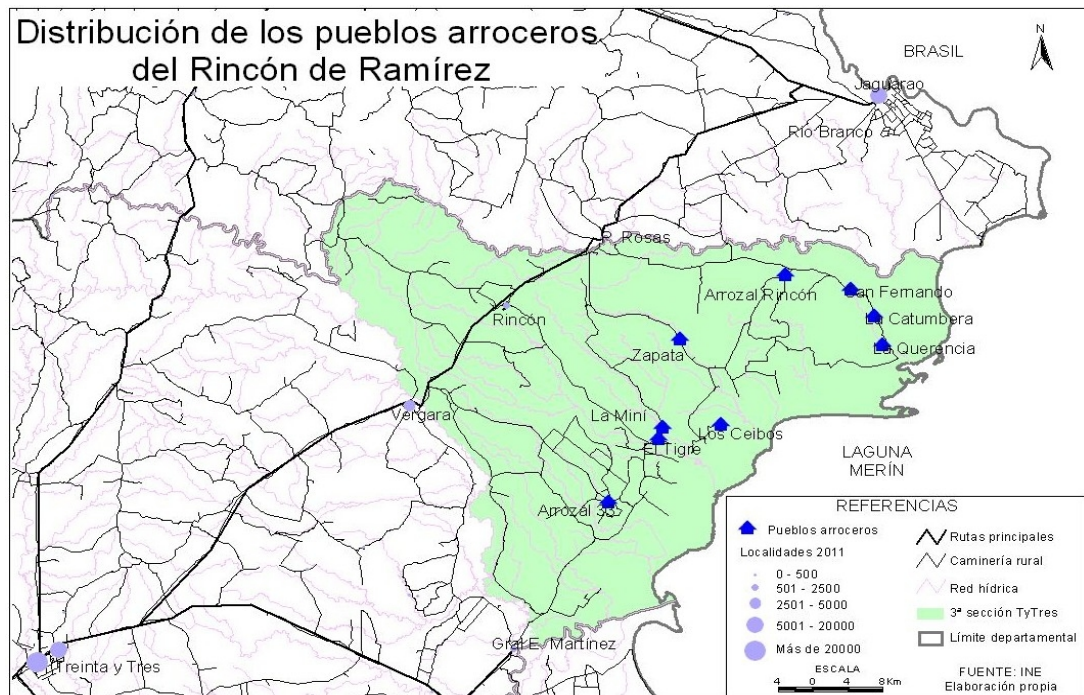 Distribución de los pueblos arroceros
del Rincón de Ramírez
N
BRASIL
Jaguarao
Río Branco
P. Rosas
Arrozal Rincón
San Fernando
La Catumbera
La Querencia
Rincón
Zapata
Vergara
La Miní
Los Ceibos
El Tigre
LAGUNA
MERÍN
Arrozal 33
Gral E. Martínez
Treinta y Tres
REFERENCIAS
Pueblos arroceros
Localidades 2011
0 - 500
501 - 2500
2501 - 5000
5001 - 20000
Más de 20000
Rutas principales
Caminería rural
Red hídrica
3ª sección TyTres
Límite departamental
ESCALA
4 0 4 8 Km
FUENTE: INE
Elaboración propia